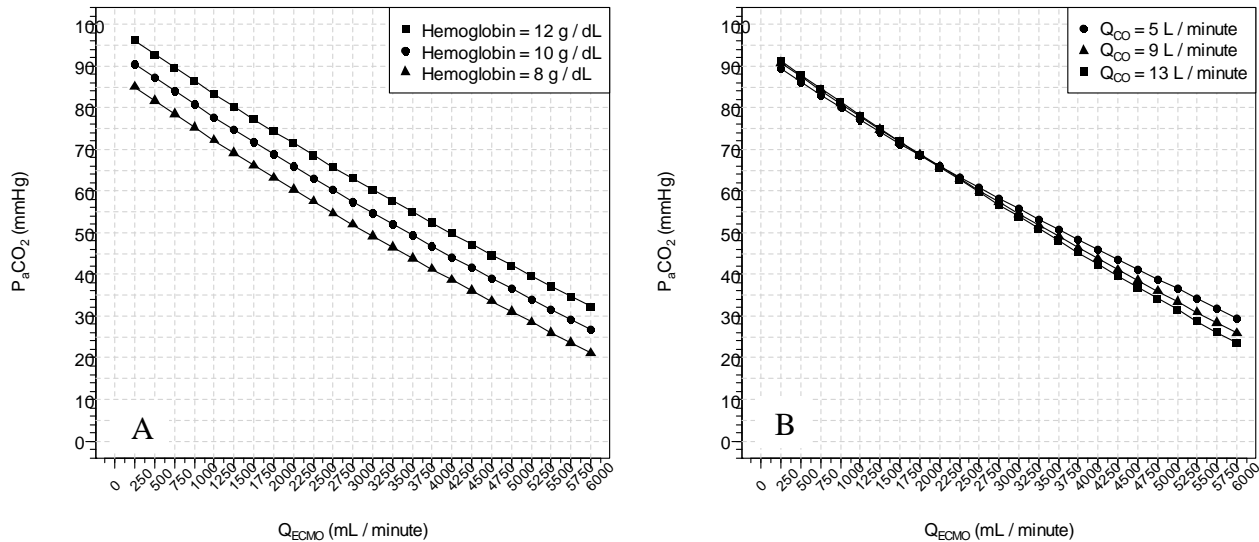 Hemoglobin = 12 g / dL
Hemoglobin = 10 g / dL
Hemoglobin = 8 g / dL
100
90
80
70
60
50
40
30
20
10
0
PaCO2 (mmHg)
A
0 250 500 750 1000 1250 1500 1750 2000 2250 2500 2750 3000 3250 3500 3750 4000 4250 4500 4750 5000 5250 5500 5750 6000
QECMO (mL / minute)
QCO = 5 L / minute
QCO = 9 L / minute
QCO = 13 L / minute
100
90
80
70
60
50
40
30
20
10
0
PaCO2 (mmHg)
B
0 250 500 750 1000 1250 1500 1750 2000 2250 2500 2750 3000 3250 3500 3750 4000 4250 4500 4750 5000 5250 5500 5750 6000
QECMO (mL / minute)